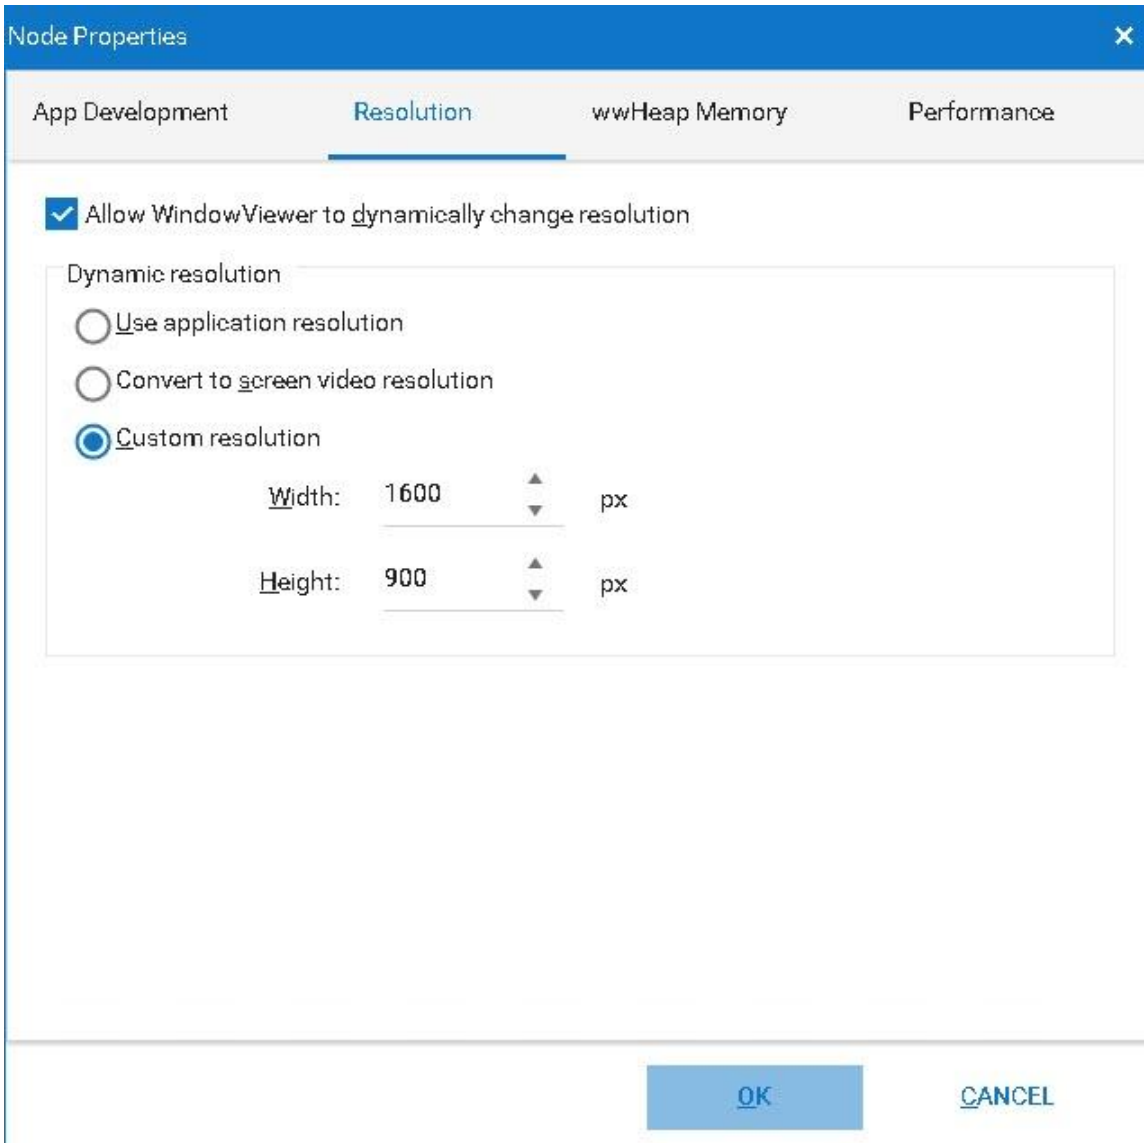 Node Properties
App Development Resolution wwHeap Memory Performance
Allow WindowViewer to dynamically change resolution
Dynamic resolution
Use application resolution
Convert to screen video resolution
Custom resolution
Width: 1600 px
Height: 900 px
OK CANCEL